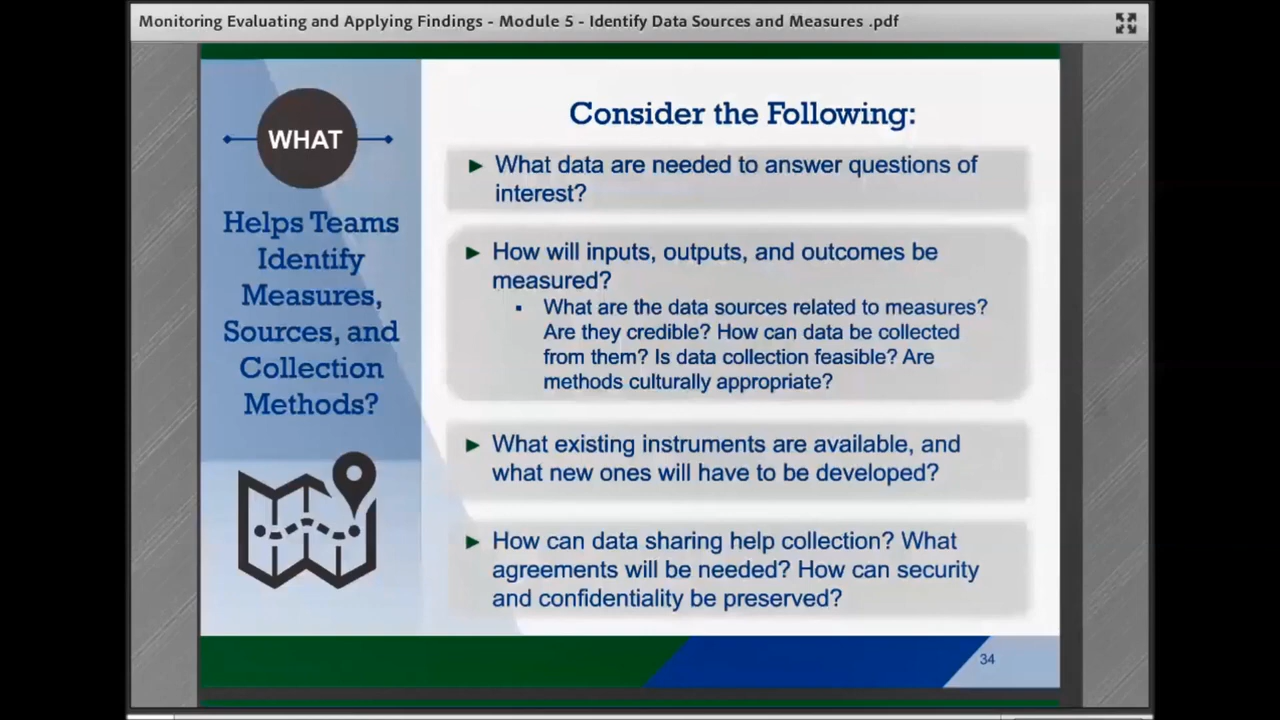 Monitoring Evaluating and Applying Findings - Module 5 - Identify Data Sources and Measures .pdf
WHAT
Helps Teams
Identify
Measures,
Sources, and
Collection
Methods?
Consider the Following:
► What data are needed to answer questions of
interest?
► How will inputs, outputs, and outcomes be
measured?
▪ What are the data sources related to measures?
Are they credible? How can data be collected
from them? Is data collection feasible? Are
methods culturally appropriate?
► What existing instruments are available, and
what new ones will have to be developed?
► How can data sharing help collection? What
agreements will be needed? How can security
and confidentiality be preserved?
34